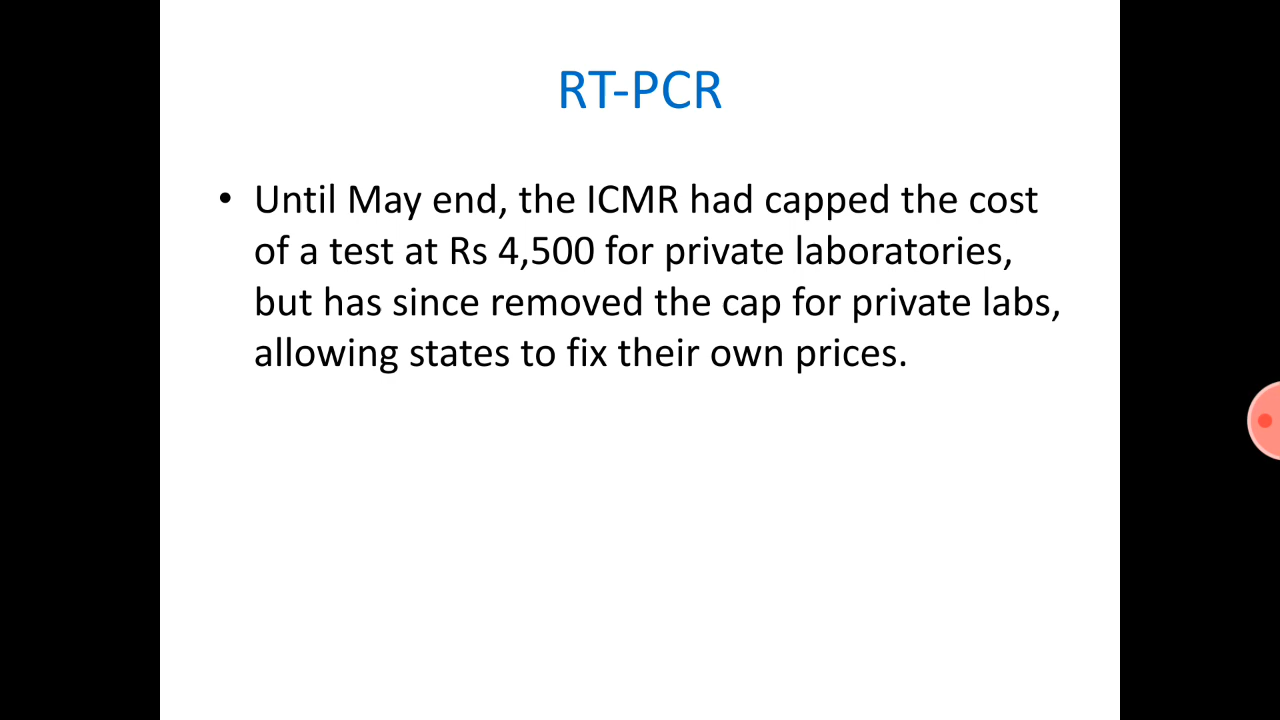 RT-PCR
• Until May end, the ICMR had capped the cost
of a test at Rs 4,500 for private laboratories,
but has since removed the cap for private labs,
allowing states to fix their own prices.